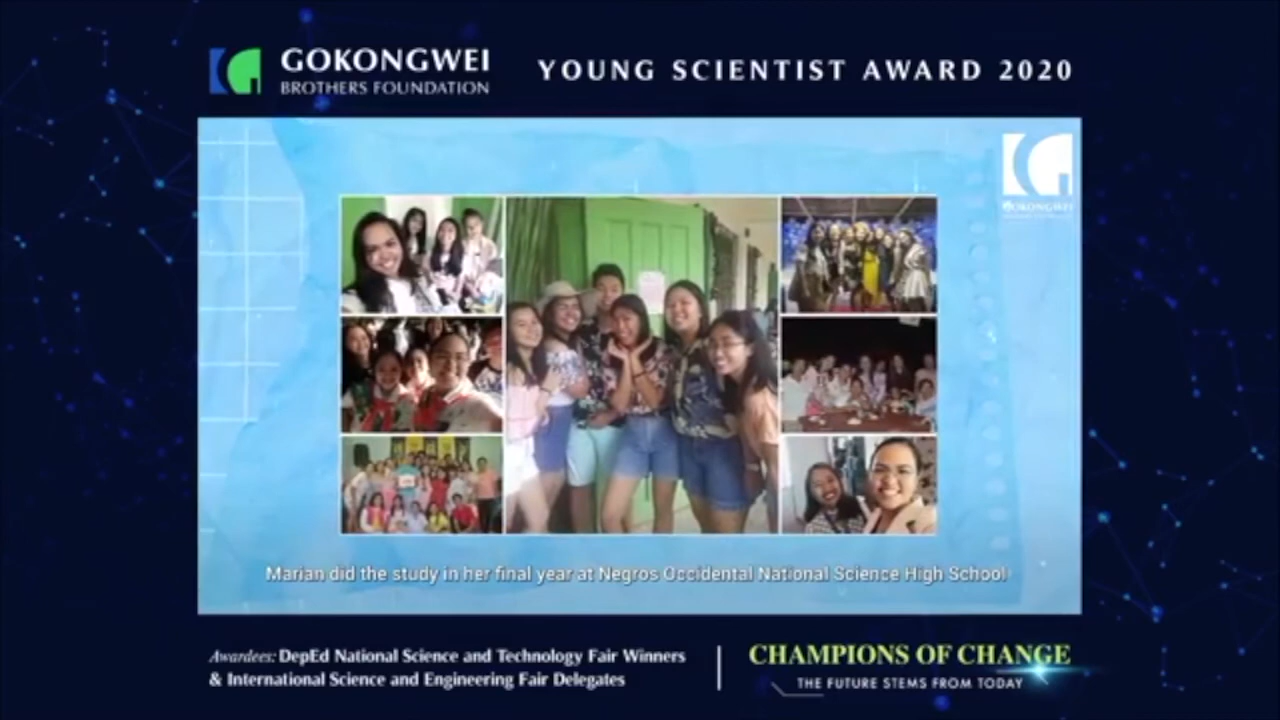 GOKONGWEI
BROTHERS FOUNDATION
YOUNG SCIENTIST AWARD 2020
GOKONGWEI
Marian did the study in her final year at Negros Occidental National Science High School
Awardees: DepEd National Science and Technology Fair Winners
& International Science and Engineering Fair Delegates
CHAMPIONS OF CHANGE
THE FUTURE STEMS FROM TODAY